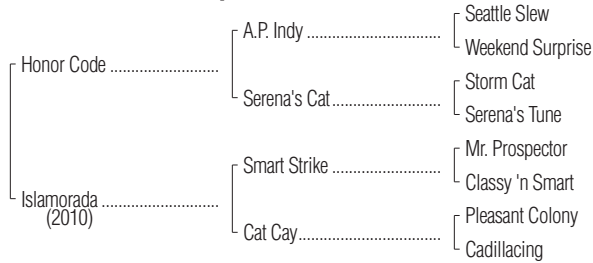 Seattle Slew
A.P. Indy ..............................
Weekend Surprise
Honor Code ........................
Storm Cat
Serena's Cat........................
Serena's Tune
Mr. Prospector
Smart Strike ........................
Classy 'n Smart
Islamorada ..........................
(2010)
Pleasant Colony
Cat Cay................................
Cadillacing